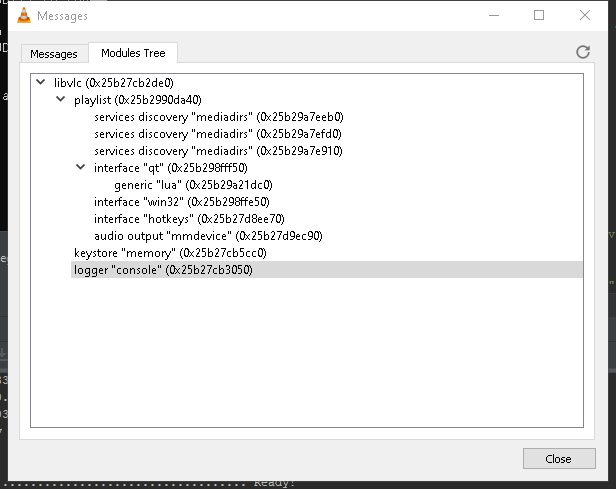 Messages
Messages
Modules Tree
libvlc (0x25b27cb2de0)
playlist (0x25b2990da40)
services discovery "mediadirs" (0x25b29a7eeb0)
services discovery "mediadirs" (0x25b29a7efd0)
services discovery "mediadirs" (0x25b29a7e910)
interface "qt" (0x25b298fff50)
generic "lua" (0x25b29a21dc0)
interface "win32" (0x25b298ffe50)
interface "hotkeys" (0x25b27d8ee70)
audio output "mmdevice" (0x25b27d9ec90)
keystore "memory" (0x25b27cb5cc0)
logger "console" (0x25b27cb3050)
Close
Ready!